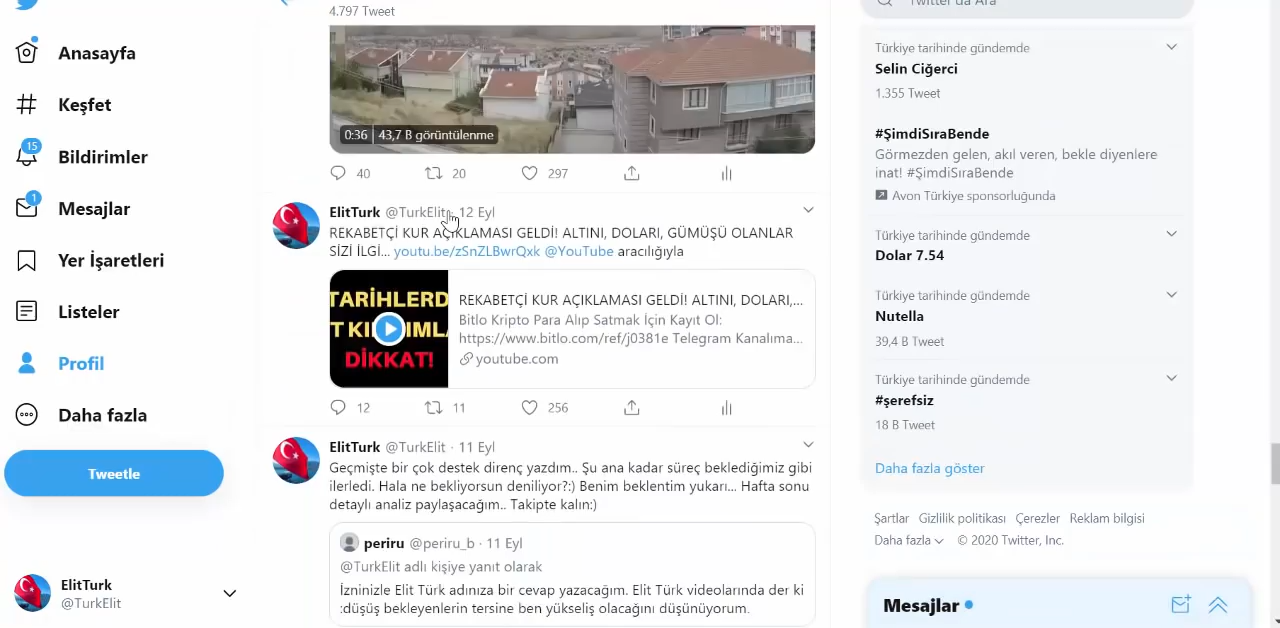 Anasayfa
Keşfet
15
Bildirimler
1
Mesajlar
Yer İşaretleri
Listeler
Profil
Daha fazla
Tweetle
ElitTurk
@TurkElit
4.797 Tweet
0:36 43,7 B görüntülenme
40 20 297
ElitTurk @TurkElit · 12 Eyl
REKABETÇİ KUR AÇIKLAMASI GELDİ! ALTINI, DOLARI, GÜMÜŞÜ OLANLAR
SİZİ İLGİ... youtu.be/zSnZLBwrQxk @YouTube aracılığıyla
DİKKAT!
REKABETÇİ KUR AÇIKLAMASI GELDİ! ALTINI, DOLARI,...
Bitlo Kripto Para Alıp Satmak İçin Kayıt Ol:
https://www.bitlo.com/ref/j0381e Telegram Kanalıma...
youtube.com
12 11 256
ElitTurk @TurkElit · 11 Eyl
Geçmişte bir çok destek direnç yazdım.. Şu ana kadar süreç beklediğimiz gibi
ilerledi. Hala ne bekliyorsun deniliyor?:) Benim beklentim yukarı... Hafta sonu
detaylı analiz paylaşacağım.. Takipte kalın:)
periru @periru_b · 11 Eyl
@TurkElit adlı kişiye yanıt olarak
İzninizle Elit Türk adınıza bir cevap yazacağım. Elit Türk videolarında der ki
:düşüş bekleyenlerin tersine ben yükseliş olacağını düşünüyorum.
Twitter'da Ara
Türkiye tarihinde gündemde
Selin Ciğerci
1.355 Tweet
#ŞimdiSıraBende
Görmezden gelen, akıl veren, bekle diyenlere
inat! #ŞimdiSıraBende
Avon Türkiye sponsorluğunda
Türkiye tarihinde gündemde
Dolar 7.54
Türkiye tarihinde gündemde
Nutella
39,4 B Tweet
Türkiye tarihinde gündemde
#şerefsiz
18 B Tweet
Daha fazla göster
Şartlar Gizlilik politikası Çerezler Reklam bilgisi
Daha fazla © 2020 Twitter, Inc.
Mesajlar